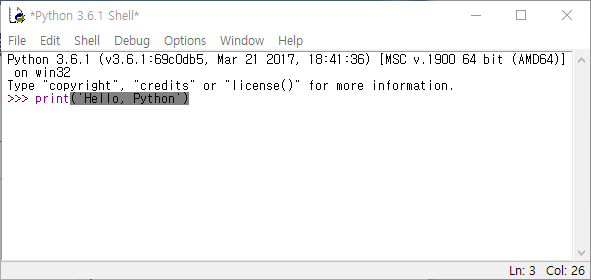 *Python 3.6.1 Shell*
File Edit Shell Debug Options Window Help
Python 3.6.1 (v3.6.1:69c0db5, Mar 21 2017, 18:41:36) [MSC v.1900 64 bit (AMD64)]
on win32
Type "copyright", "credits" or "license()" for more information.
>>> print('Hello, Python')
Ln: 3 Col: 26